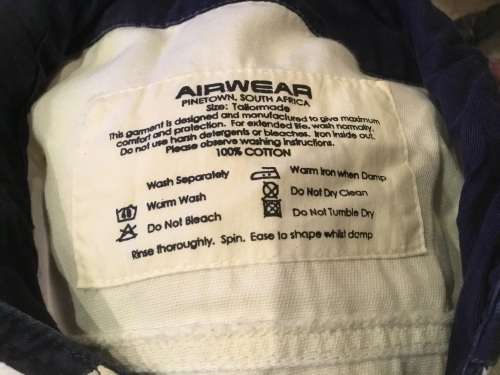 AIRWEAR
PINETOWN, SOUTH AFRICA
Size: Tailormade
This garment is designed and manufactured to give maximum
comfort and protection. For extended life, wash normally.
Do not use harsh detergents or bleaches. Iron inside out.
Please observe washing instructions.
100% COTTON
Wash Separately
Warm Iron When Damp
40
Warm Wash
Do Not Dry Clean
Do Not Bleach
Do Not Tumble Dry
Rinse thoroughly. Spin. Ease to shape whilst damp